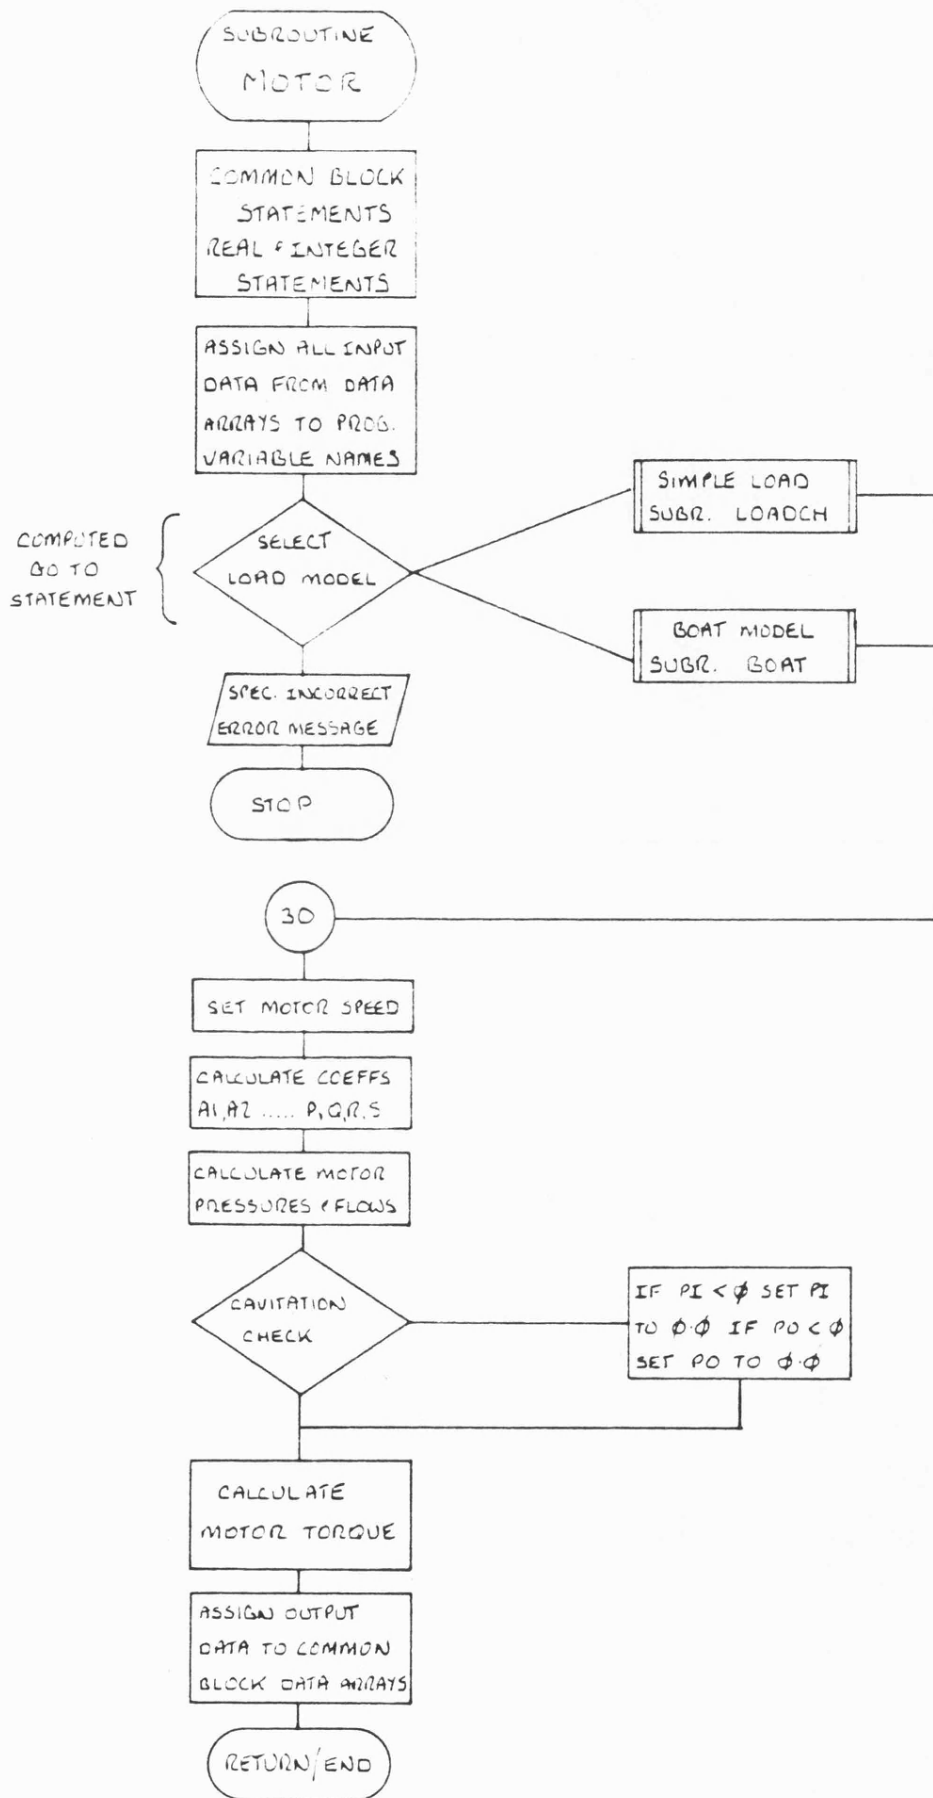 SUBROUTINE
MOTOR
COMMON BLOCK
STATEMENTS
REAL & INTEGER
STATEMENTS
ASSIGN ALL INPUT
DATA FROM DATA
ARRAYS TO PROG.
VARIABLE NAMES
COMPUTED
GO TO
STATEMENT
SELECT
LOAD MODEL
SIMPLE LOAD
SUBR. LOADCH
BOAT MODEL
SUBR. BOAT
SPEC. INCORRECT
ERROR MESSAGE
STOP
30
SET MOTOR SPEED
CALCULATE COEFFS
A1,A2 ..... P,Q,R,S
CALCULATE MOTOR
PRESSURES & FLOWS
CAVITATION
CHECK
IF PI < Ø SET PI
TO Ø.Ø IF PO < Ø
SET PO TO Ø.Ø
CALCULATE
MOTOR TORQUE
ASSIGN OUTPUT
DATA TO COMMON
BLOCK DATA ARRAYS
RETURN/END